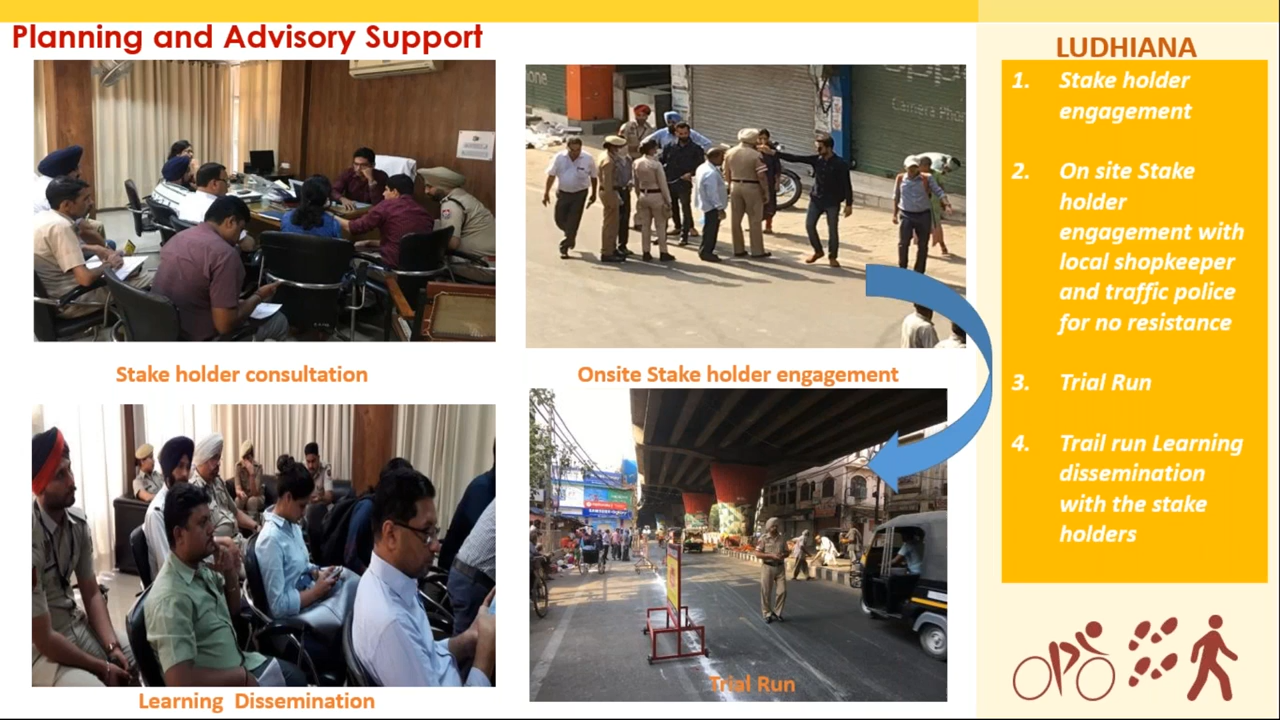 Planning and Advisory Support
LUDHIANA
1. Stake holder
engagement
2. On site Stake
holder
engagement with
local shopkeeper
and traffic police
for no resistance
3. Trial Run
4. Trail run Learning
dissemination
with the stake
holders
Camera Phone
Stake holder consultation
Onsite Stake holder engagement
Learning Dissemination
Trial Run